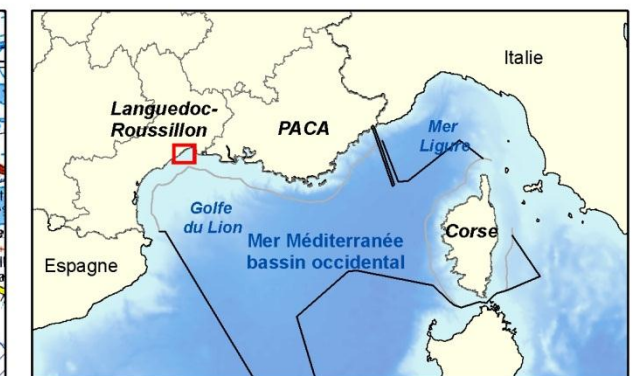 Italie
Languedoc-
Roussillon
PACA
Mer
Ligure
Golfe
du Lion
Mer Méditerranée
bassin occidental
Corse
Espagne